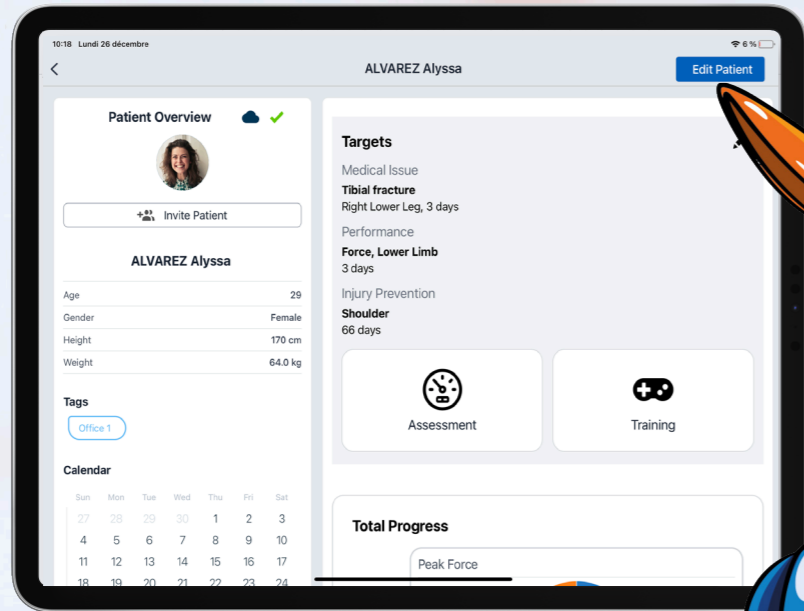 10:18 Lundi 26 décembre
6 %
ALVAREZ Alyssa
Edit Patient
Patient Overview
Invite Patient
ALVAREZ Alyssa
Age 29
Gender Female
Height 170 cm
Weight 64.0 kg
Tags
Office 1
Calendar
Sun Mon Tue Wed Thu Fri Sat
27 28 29 30 1 2 3
4 5 6 7 8 9 10
11 12 13 14 15 16 17
18 19 20 21 22 23 24
Targets
Medical Issue
Tibial fracture
Right Lower Leg, 3 days
Performance
Force, Lower Limb
3 days
Injury Prevention
Shoulder
66 days
Assessment
Training
Total Progress
Peak Force